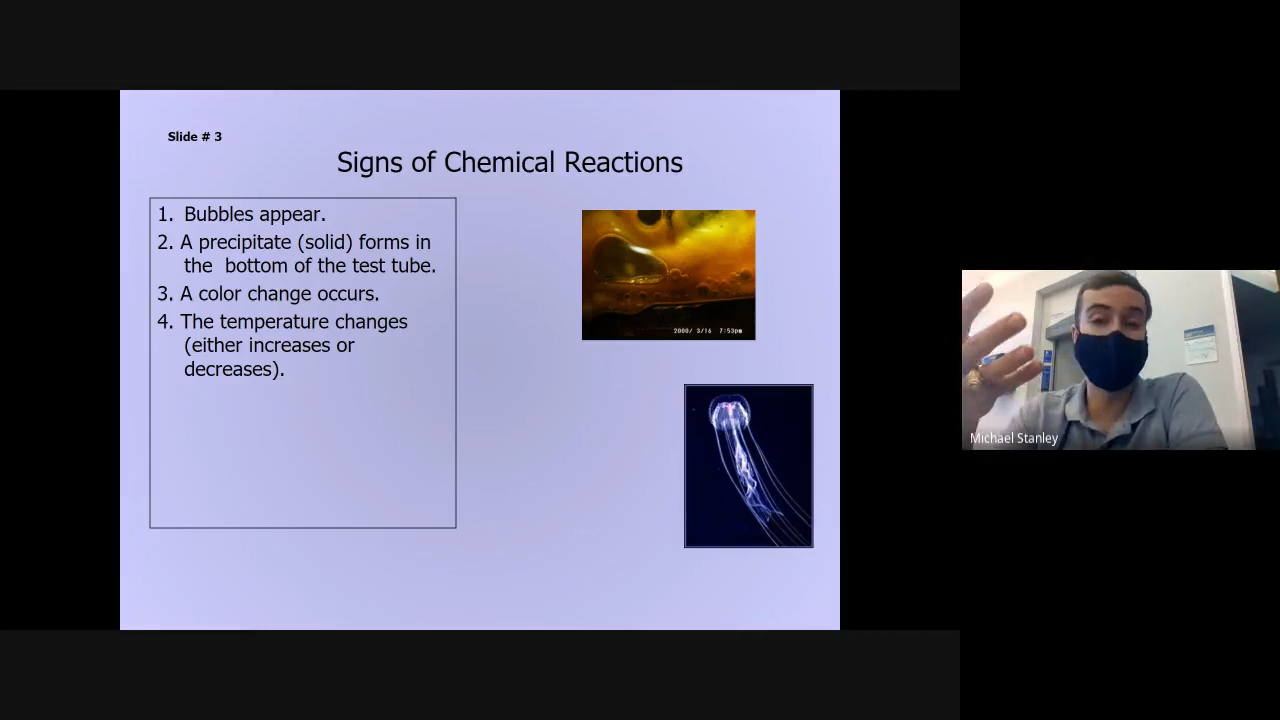 Slide # 3
Signs of Chemical Reactions
1. Bubbles appear.
2. A precipitate (solid) forms in
the bottom of the test tube.
3. A color change occurs.
4. The temperature changes
(either increases or
decreases).
2000/ 3/16 7:53pm
Michael Stanley